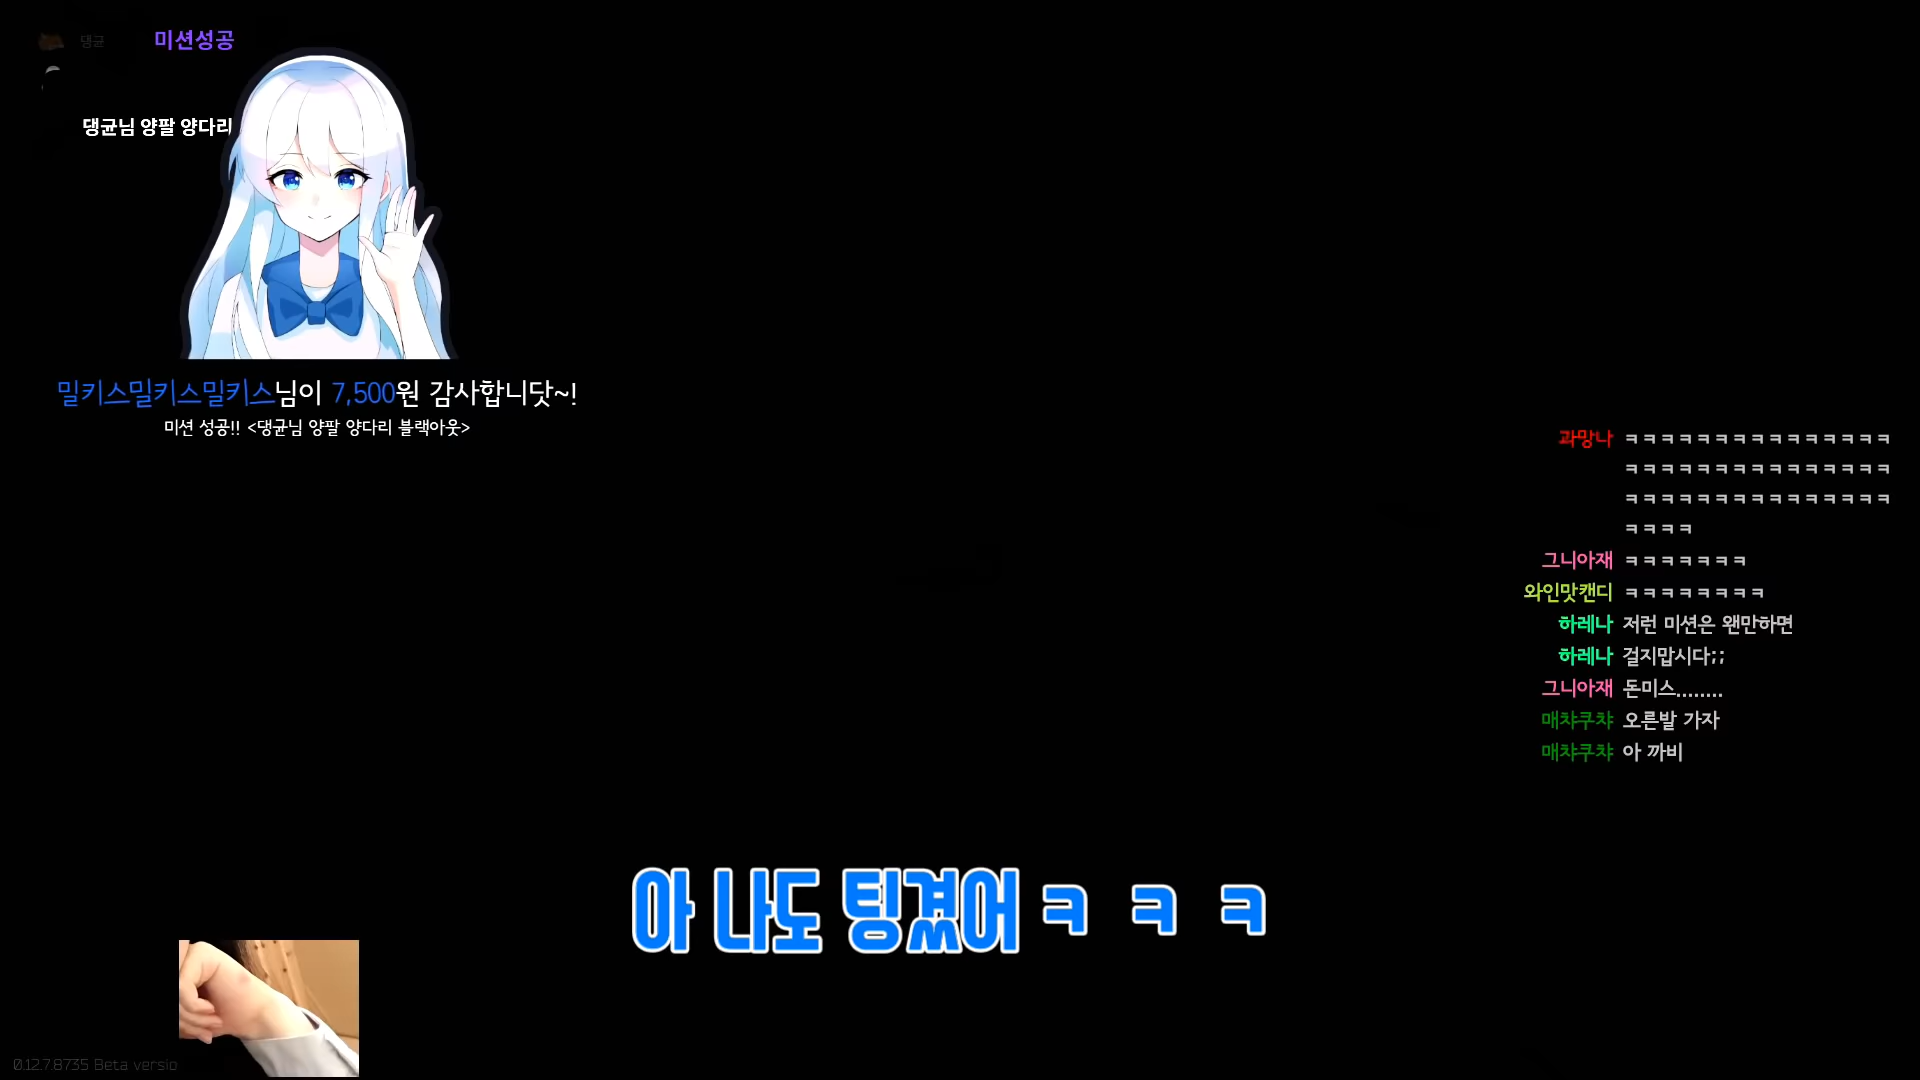 댕균
미션성공
댕균님 양팔 양다리
밀키스밀키스밀키스님이 7,500원 감사합니닷~!
미션 성공!! <댕균님 양팔 양다리 블랙아웃>
과망나 ㅋㅋㅋㅋㅋㅋㅋㅋㅋㅋㅋㅋㅋㅋㅋ
ㅋㅋㅋㅋㅋㅋㅋㅋㅋㅋㅋㅋㅋㅋㅋ
ㅋㅋㅋㅋㅋㅋㅋㅋㅋㅋㅋㅋㅋㅋㅋ
ㅋㅋㅋㅋ
그니아재 ㅋㅋㅋㅋㅋㅋㅋ
와인맛캔디 ㅋㅋㅋㅋㅋㅋㅋㅋ
하레나 저런 미션은 왠만하면
하레나 걸지맙시다;;
그니아재 돈미스........
매챠쿠챠 오른발 가자
매챠쿠챠 아 까비
아 나도 팅겼어 ㅋ ㅋ ㅋ
0.12.7.8735 Beta versio